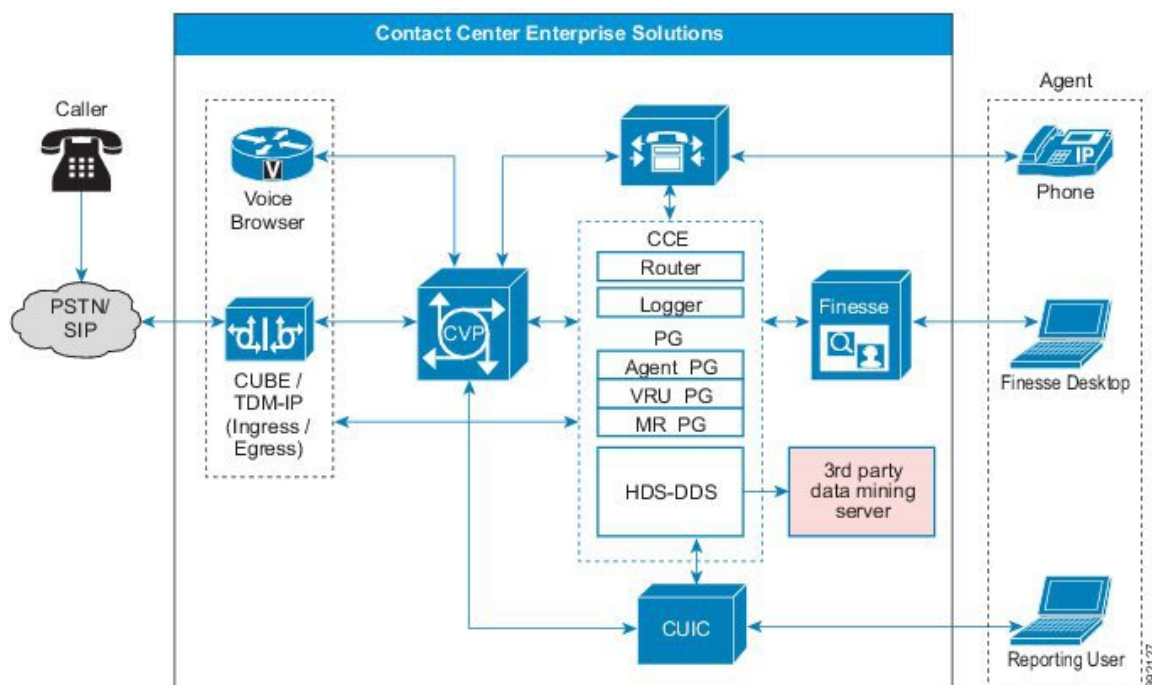 Contact Center Enterprise Solutions
Caller
PSTN/
SIP
V
Voice
Browser
CUBE /
TDM-IP
(Ingress /
Egress)
CVP
CCE
Router
Logger
PG
Agent PG
VRU PG
MR PG
HDS-DDS
3rd party
data mining
server
CUIC
Finesse
Agent
IP
Phone
Finesse Desktop
Reporting User